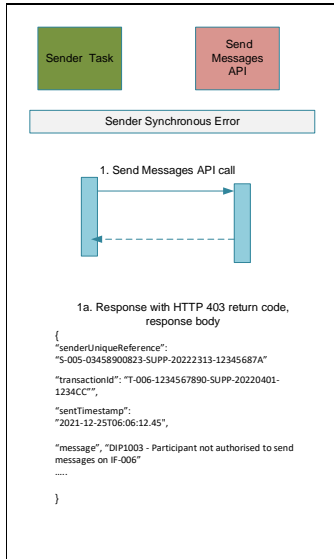 Sender Task
Send
Messages
API
Sender Synchronous Error
1. Send Messages API call
1a. Response with HTTP 403 return code,
response body
{
"senderUniqueReference":
"S-005-03458900823-SUPP-20222313-12345687A"
"transactionId": "T-006-1234567890-SUPP-20220401-
1234CC"",
"sentTimestamp":
"2021-12-25T06:06:12.45",
"message", "DIP1003 - Participant not authorised to send
messages on IF-006"
.....
}